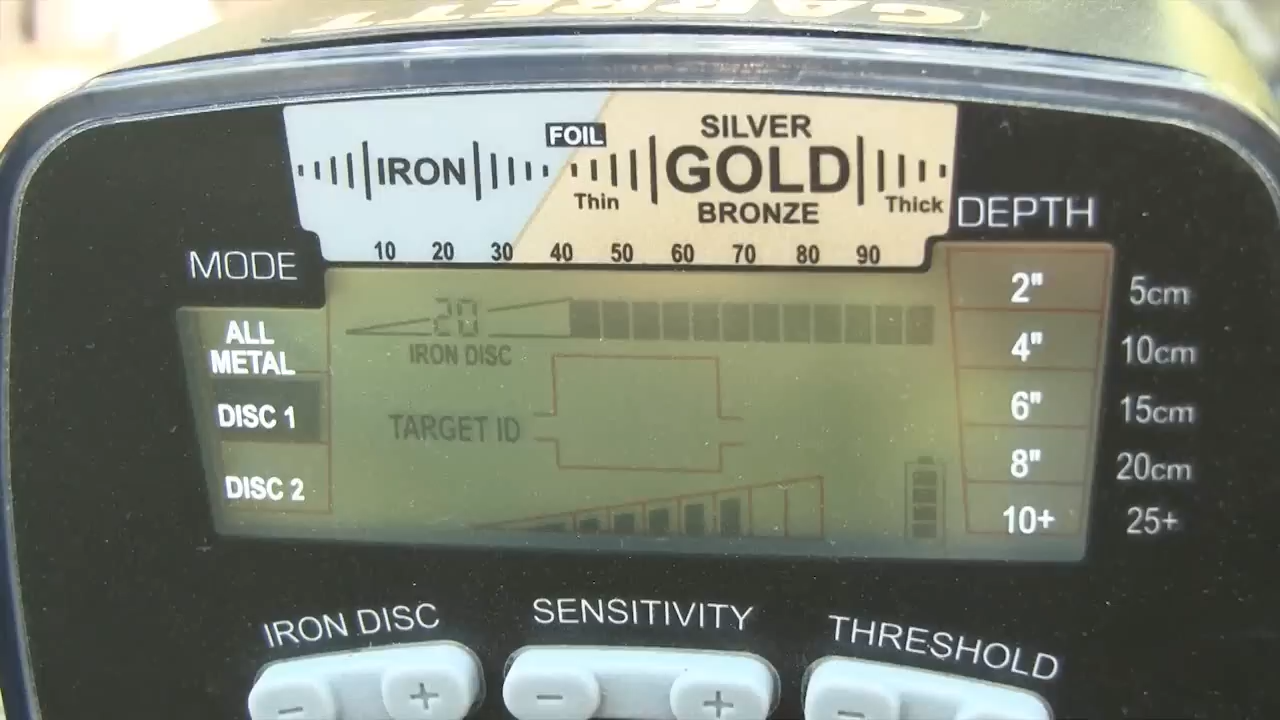 GARRETT
FOIL
SILVER
IRON
GOLD
Thin
BRONZE
Thick
DEPTH
10 20 30 40 50 60 70 80 90
MODE
2" 5cm
20
ALL
METAL
IRON DISC
4" 10cm
DISC 1
TARGET ID
6" 15cm
8" 20cm
DISC 2
10+ 25+
IRON DISC
SENSITIVITY
THRESHOLD
- +
- +
-